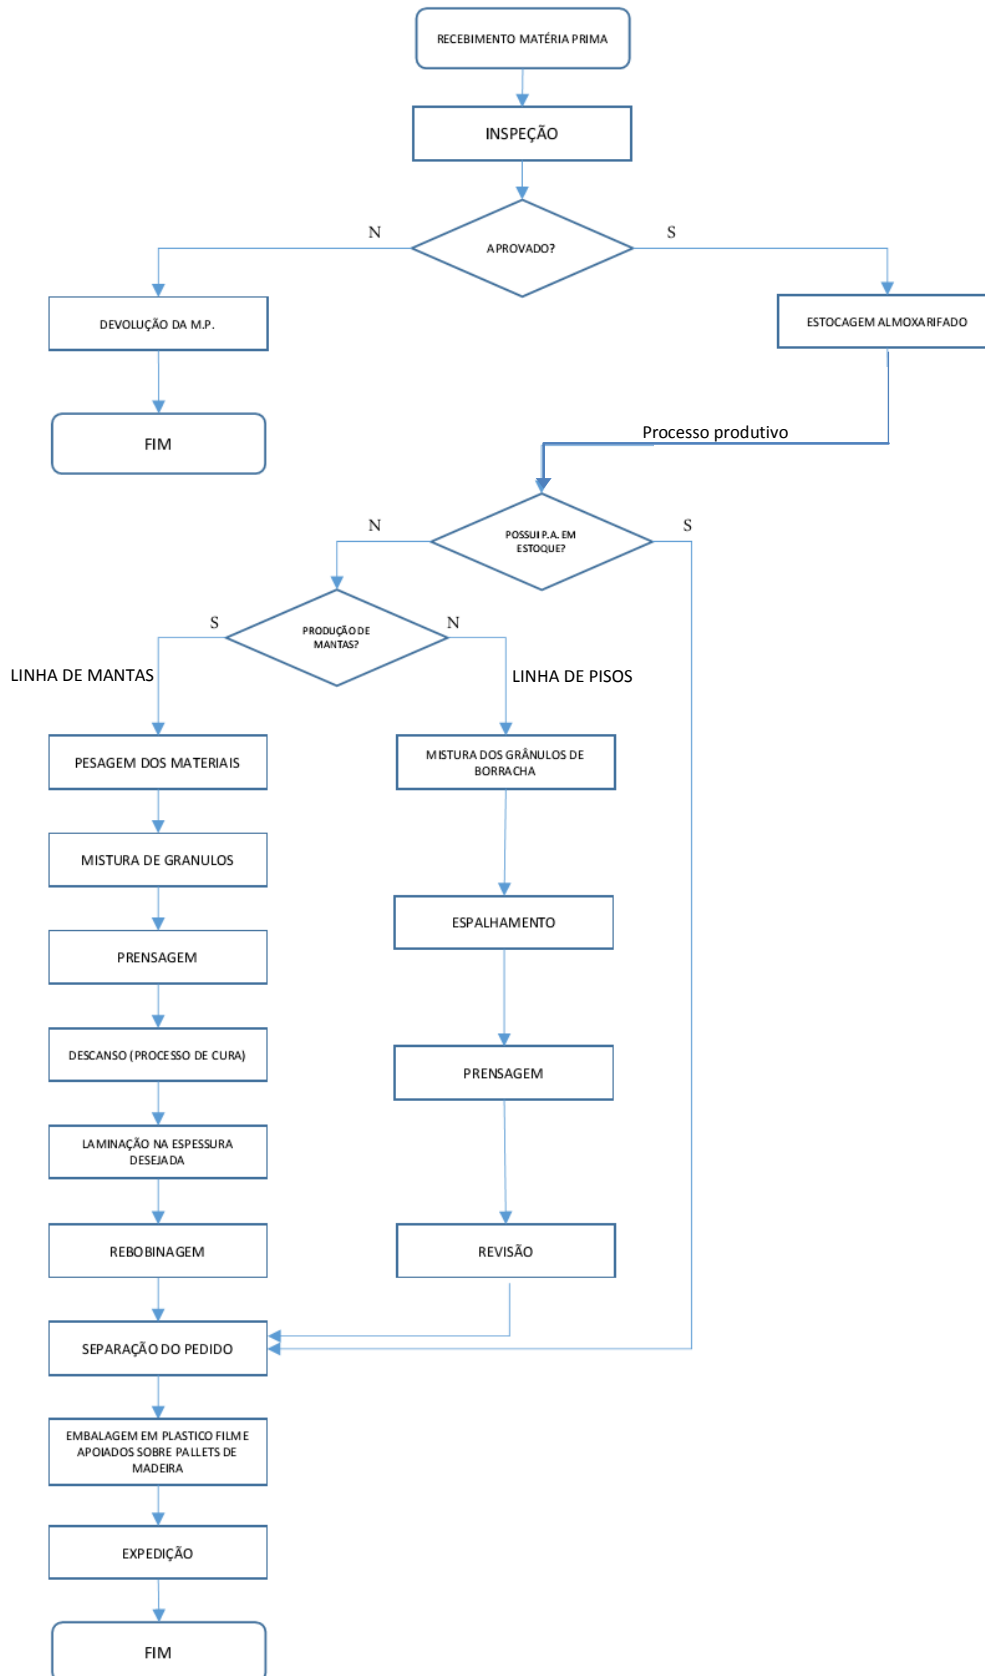 RECEBIMENTO MATÉRIA PRIMA
INSPEÇÃO
N
S
APROVADO?
DEVOLUÇÃO DA M.P.
ESTOCAGEM ALMOXARIFADO
FIM
Processo produtivo
N
S
POSSUI P.A. EM
ESTOQUE?
S
N
PRODUÇÃO DE
MANTAS?
LINHA DE MANTAS
LINHA DE PISOS
PESAGEM DOS MATERIAIS
MISTURA DOS GRÂNULOS DE
BORRACHA
MISTURA DE GRANULOS
ESPALHAMENTO
PRENSAGEM
DESCANSO (PROCESSO DE CURA)
PRENSAGEM
LAMINAÇÃO NA ESPESSURA
DESEJADA
REBOBINAGEM
REVISÃO
SEPARAÇÃO DO PEDIDO
EMBALAGEM EM PLASTICO FILME
APOIADOS SOBRE PALLETS DE
MADEIRA
EXPEDIÇÃO
FIM